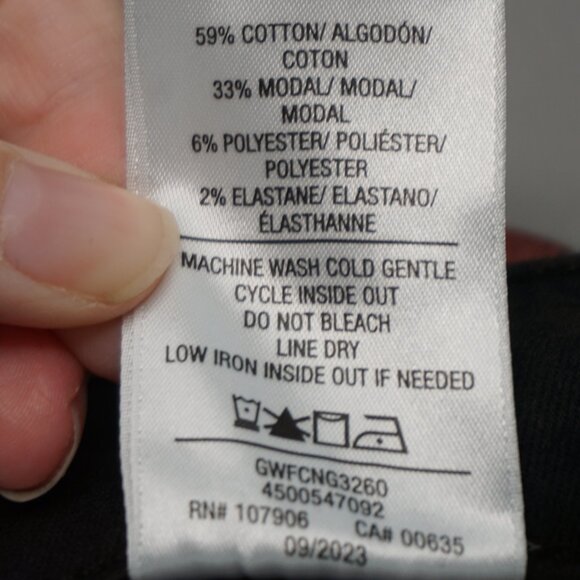 59% COTTON/ ALGODÓN/
COTON
33% MODAL/ MODAL/
MODAL
6% POLYESTER/ POLIÉSTER/
POLYESTER
2% ELASTANE/ ELASTANO/
ÉLASTHANNE
MACHINE WASH COLD GENTLE
CYCLE INSIDE OUT
DO NOT BLEACH
LINE DRY
LOW IRON INSIDE OUT IF NEEDED
GWFCNG3260
4500547092
RN# 107906 CA# 00635
09/2023